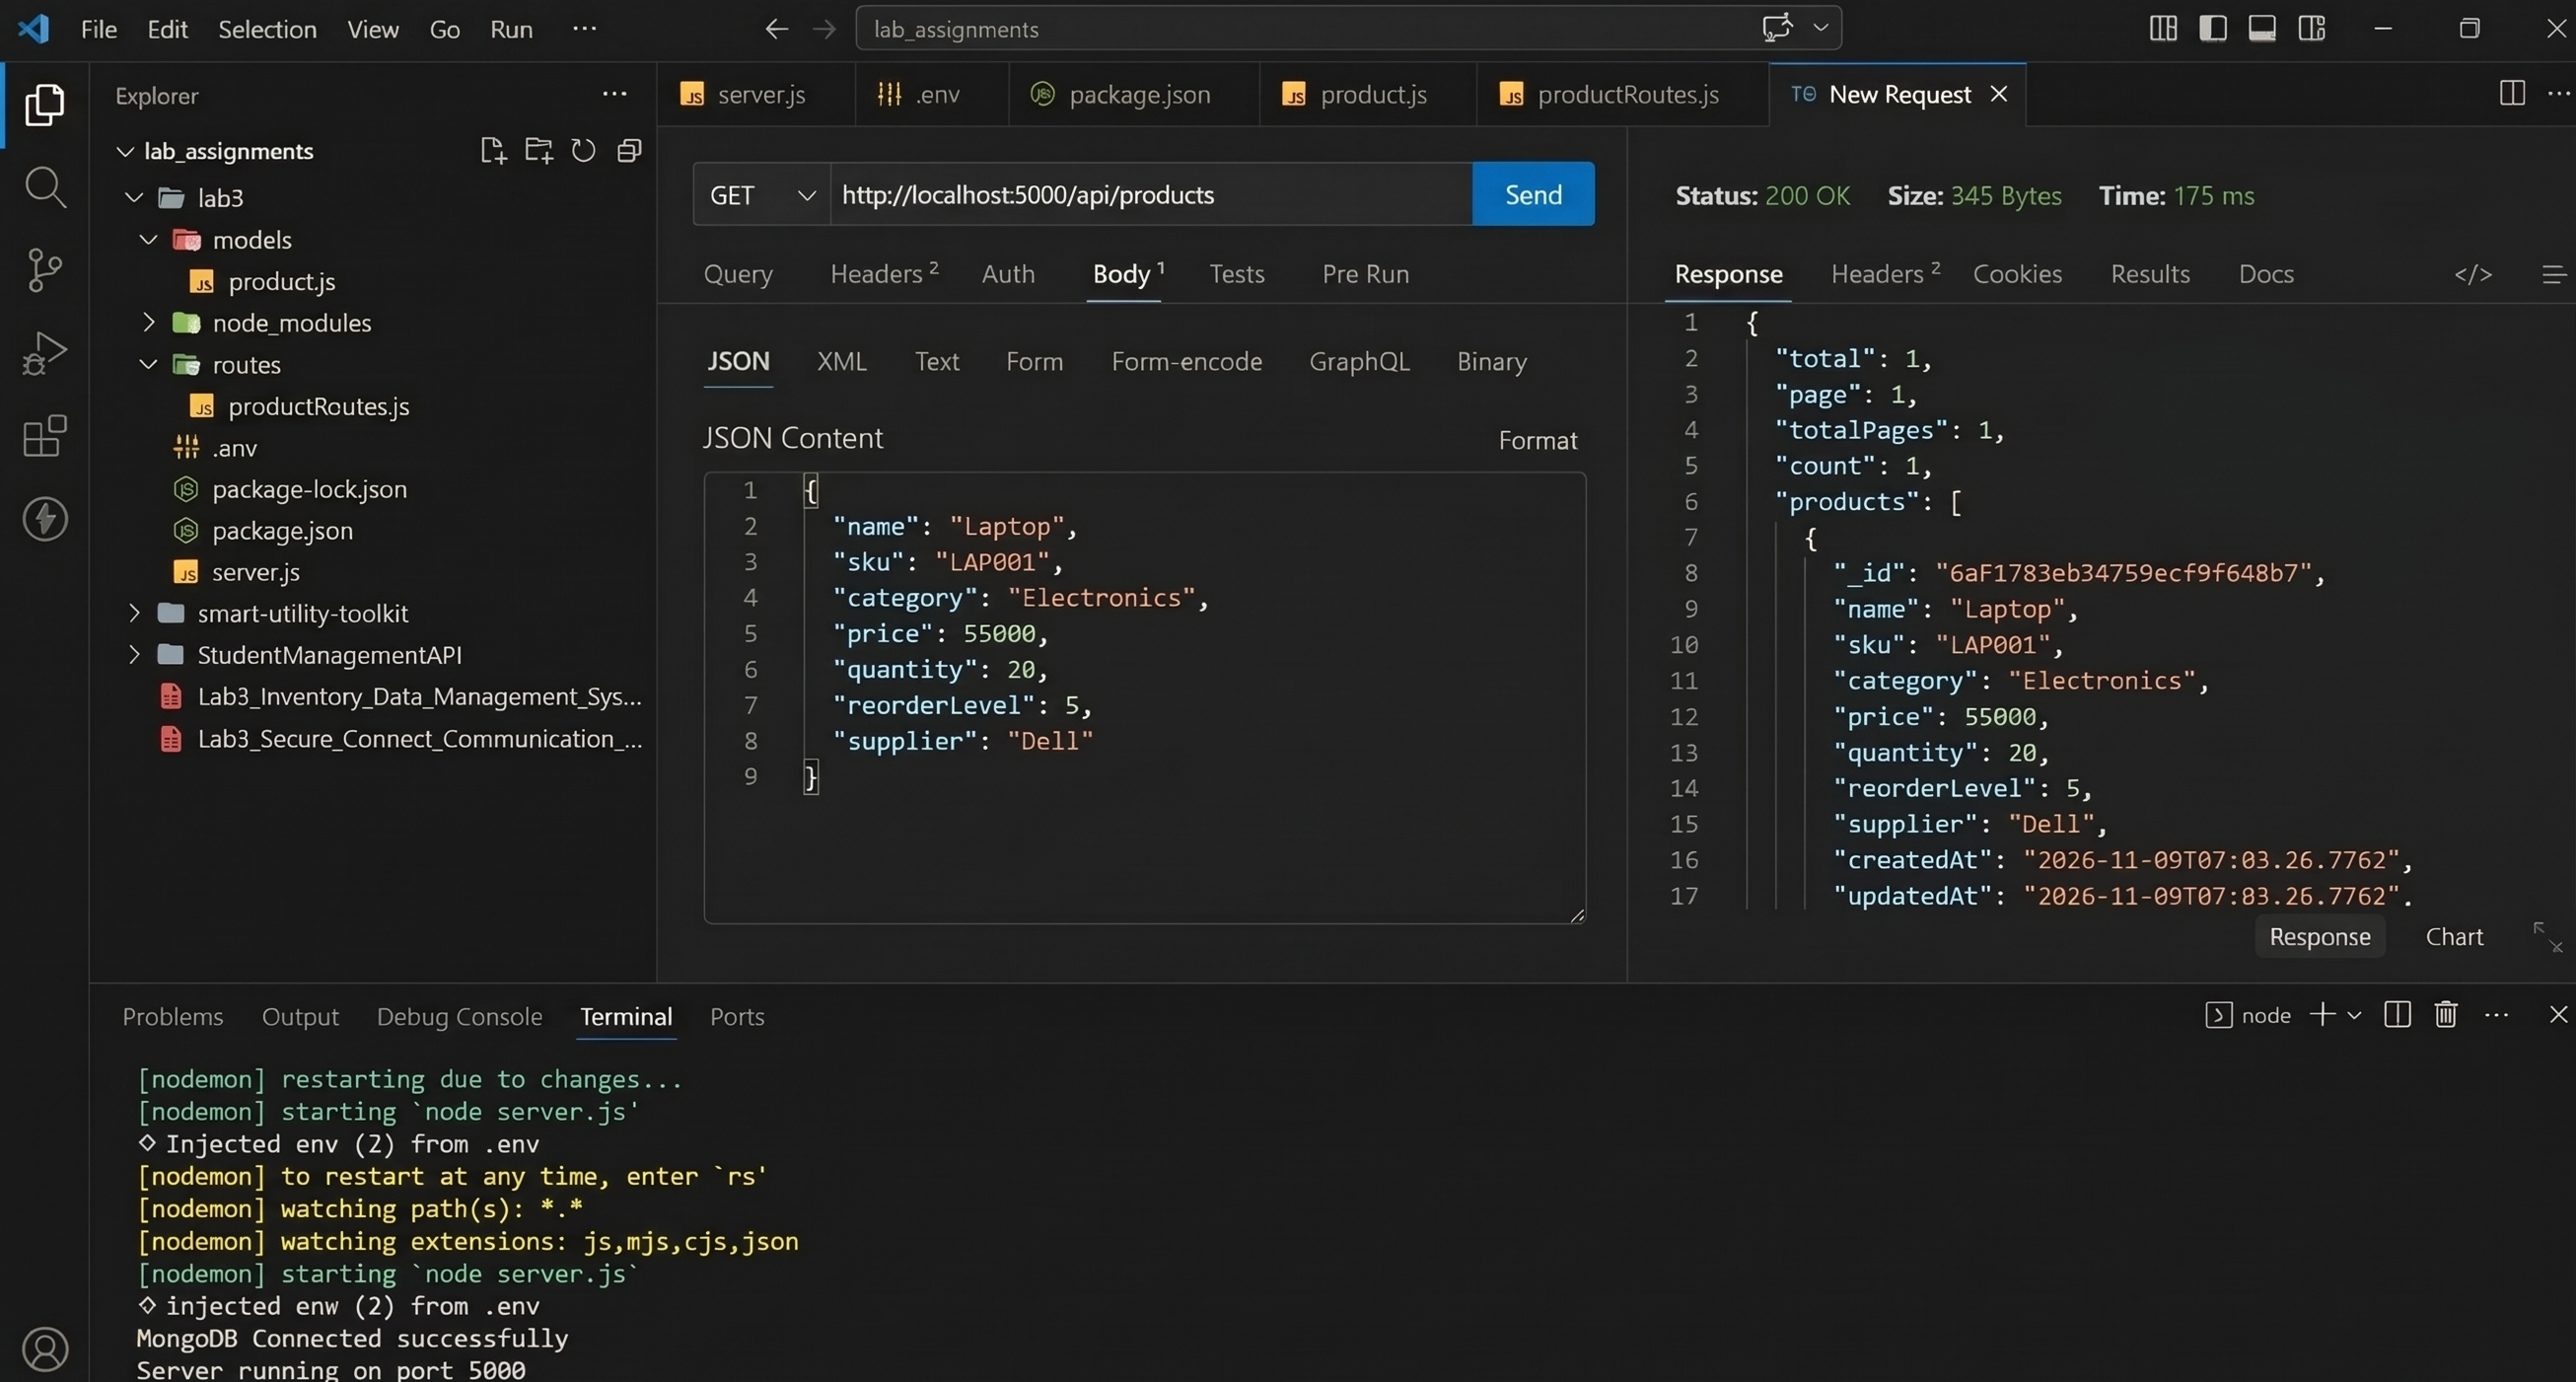 File Edit Selection View Go Run ...
lab_assignments
Explorer
lab_assignments
lab3
models
product.js
node_modules
routes
productRoutes.js
.anv
package-lock.json
package.json
server.js
smart-utility-toolkit
StudentManagementAPI
Lab3_Inventory_Data_Management_Sys...
Lab3_Secure_Connect_Communication_...
server.js .env package.json product.js productRoutes.js New Request
GET http://localhost:5000/api/products Send
Query Headers 2 Auth Body 1 Tests Pre Run
JSON XML Text Form Form-encode GraphQL Binary
JSON Content Format
1 {
2 "name": "Laptop",
3 "sku": "LAP001",
4 "category": "Electronics",
5 "price": 55000,
6 "quantity": 20,
7 "reorderLevel": 5,
8 "supplier": "Dell"
9 }
Status: 200 OK Size: 345 Bytes Time: 175 ms
Response Headers 2 Cookies Results Docs </>
1 {
2 "total": 1,
3 "page": 1,
4 "totalPages": 1,
5 "count": 1,
6 "products": [
7 {
8 "_id": "6aF1783eb34759ecf9f648b7",
9 "name": "Laptop",
10 "sku": "LAP001",
11 "category": "Electronics",
12 "price": 55000,
13 "quantity": 20,
14 "reorderLevel": 5,
15 "supplier": "Dell",
16 "createdAt": "2026-11-09T07:03.26.7762",
17 "updatedAt": "2026-11-09T07:83.26.7762".
Response Chart
Problems Output Debug Console Terminal Ports
node
[nodemon] restarting due to changes...
[nodemon] starting `node server.js'
◇ Injected env (2) from .env
[nodemon] to restart at any time, enter `rs'
[nodemon] watching path(s): *.*
[nodemon] watching extensions: js,mjs,cjs,json
[nodemon] starting `node server.js`
◇ injected enw (2) from .env
MongoDB Connected successfully
Server running on port 5000